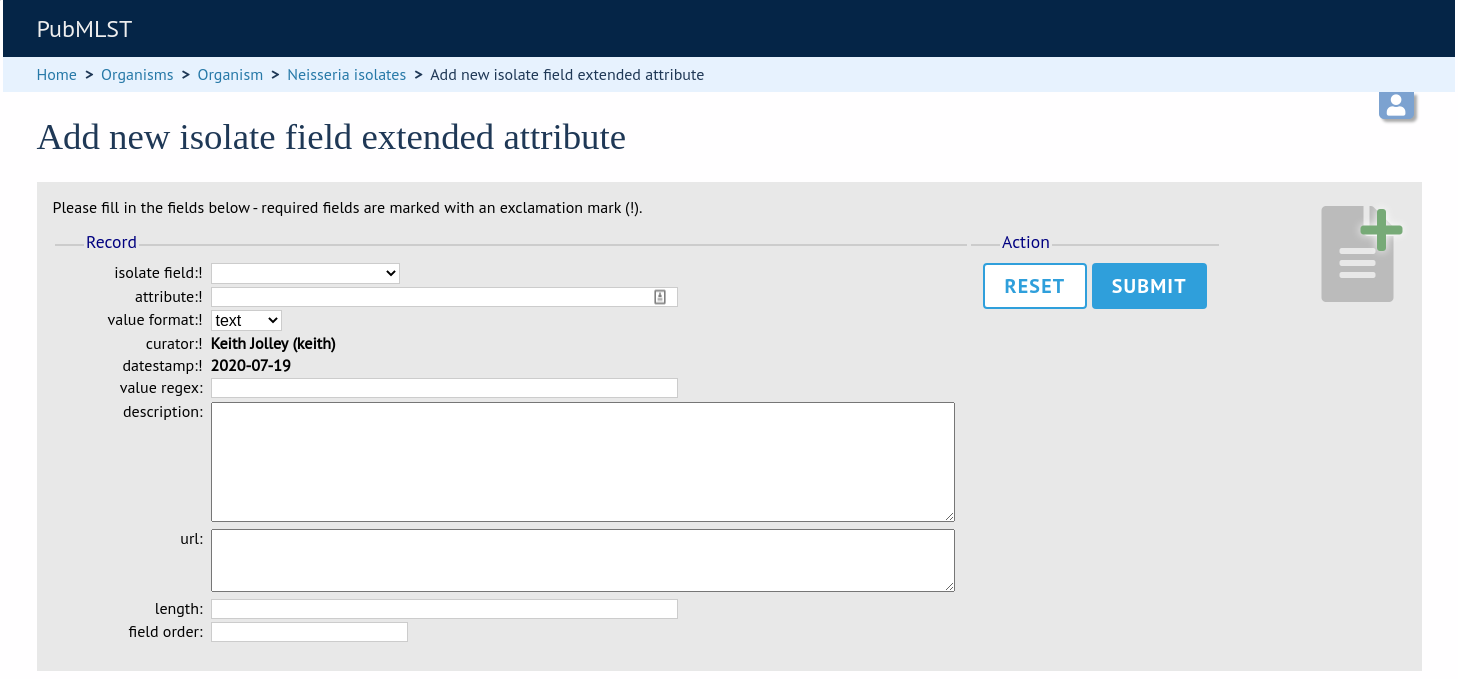 PubMLST
Home > Organisms > Organism > Neisseria isolates > Add new isolate field extended attribute
Add new isolate field extended attribute
Please fill in the fields below - required fields are marked with an exclamation mark (!).
Record
Action
isolate field:!
RESET SUBMIT
attribute:!
value format:! text
curator:! Keith Jolley (keith)
datestamp:! 2020-07-19
value regex:
description:
url:
length:
field order: